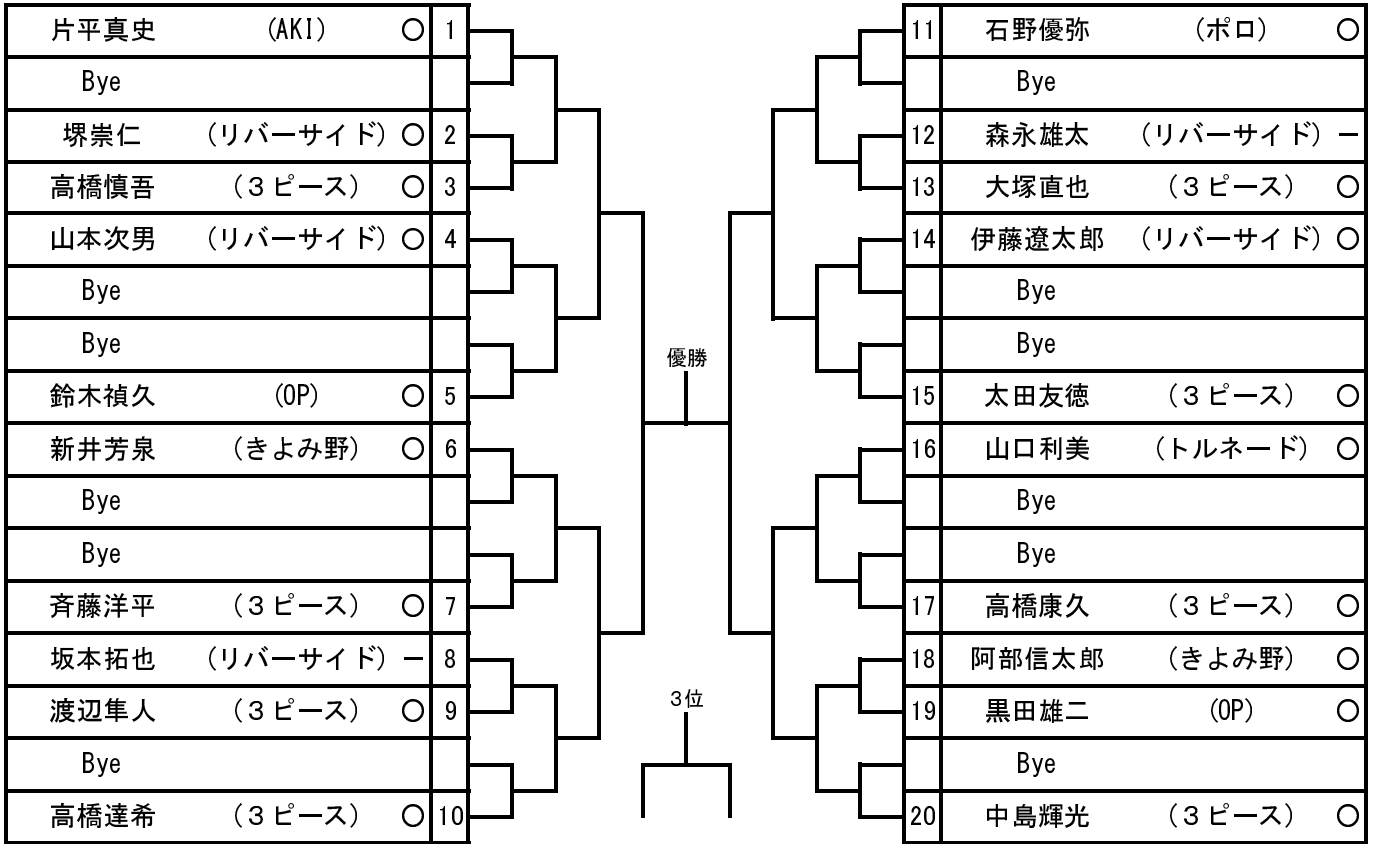 片平真史 (AKI) ○ 1
Bye
堺崇仁 (リバーサイド) ○ 2
高橋慎吾 (３ピース) ○ 3
山本次男 (リバーサイド) ○ 4
Bye
Bye
鈴木禎久 (OP) ○ 5
新井芳泉 (きよみ野) ○ 6
Bye
Bye
斉藤洋平 (３ピース) ○ 7
坂本拓也 (リバーサイド) － 8
渡辺隼人 (３ピース) ○ 9
Bye
高橋達希 (３ピース) ○ 10
優勝
3位
11 石野優弥 (ポロ) ○
Bye
12 森永雄太 (リバーサイド) －
13 大塚直也 (３ピース) ○
14 伊藤遼太郎 (リバーサイド) ○
Bye
Bye
15 太田友徳 (３ピース) ○
16 山口利美 (トルネード) ○
Bye
Bye
17 高橋康久 (３ピース) ○
18 阿部信太郎 (きよみ野) ○
19 黒田雄二 (OP) ○
Bye
20 中島輝光 (３ピース) ○